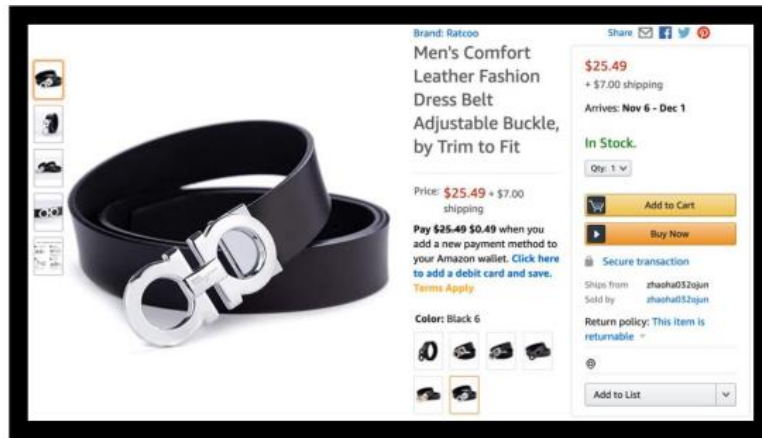 Brand: Ratcoo
Men's Comfort
Leather Fashion
Dress Belt
Adjustable Buckle,
by Trim to Fit
Price: $25.49 + $7.00
shipping
Pay $25.49 $0.49 when you
add a new payment method to
your Amazon wallet. Click here
to add a debit card and save.
Terms Apply
Color: Black 6
Share
$25.49
+ $7.00 shipping
Arrives: Nov 6 - Dec 1
In Stock.
Qty: 1
Add to Cart
Buy Now
Secure transaction
Ships from zhaoha032ojun
Sold by zhaoha032ojun
Return policy: This item is
returnable
Add to List